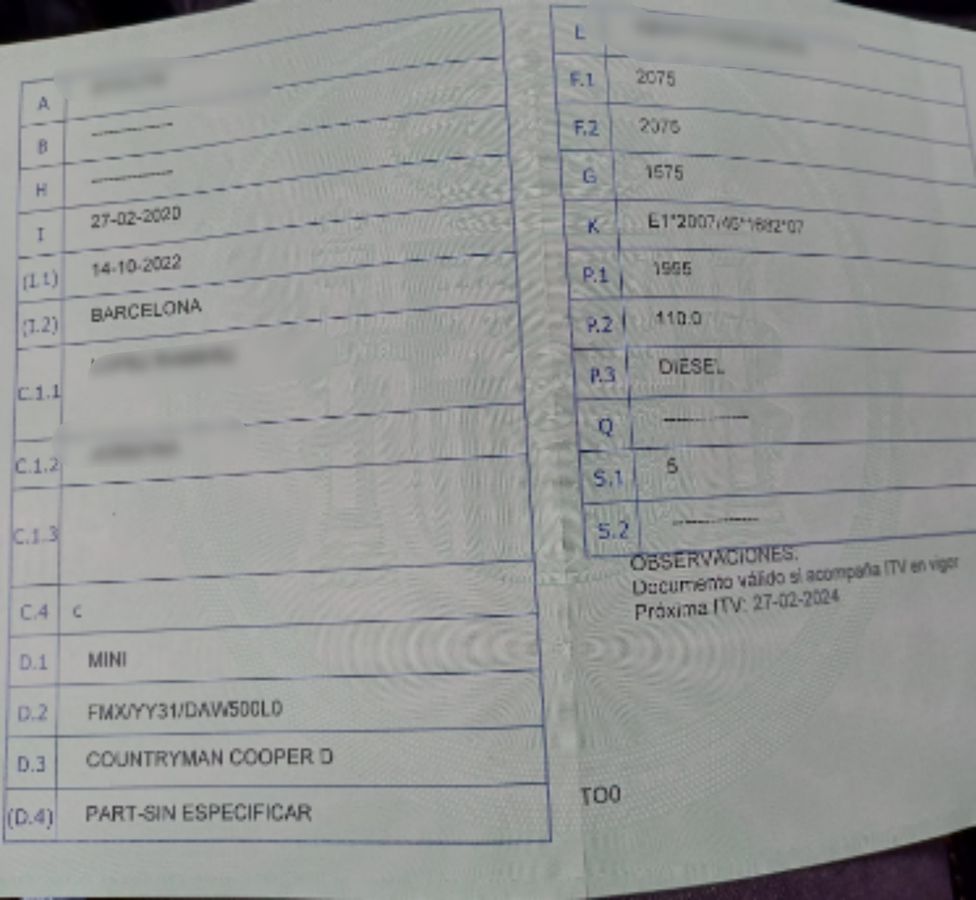 A
B ----------
H ----------
I 27-02-2020
(I.1) 14-10-2022
(I.2) BARCELONA
C.1.1
C.1.2
C.1.3
C.4 c
D.1 MINI
D.2 FMX/YY31/DAW500L0
D.3 COUNTRYMAN COOPER D
(D.4) PART-SIN ESPECIFICAR
E
F.1 2075
F.2 2075
G 1575
K E1*2007/46*1682*07
P.1 1995
P.2 110.0
P.3 DIESEL
Q ----------
S.1 5
S.2 ----------
OBSERVACIONES:
Documento válido si acompaña ITV en vigor
Próxima ITV: 27-02-2024
TO0